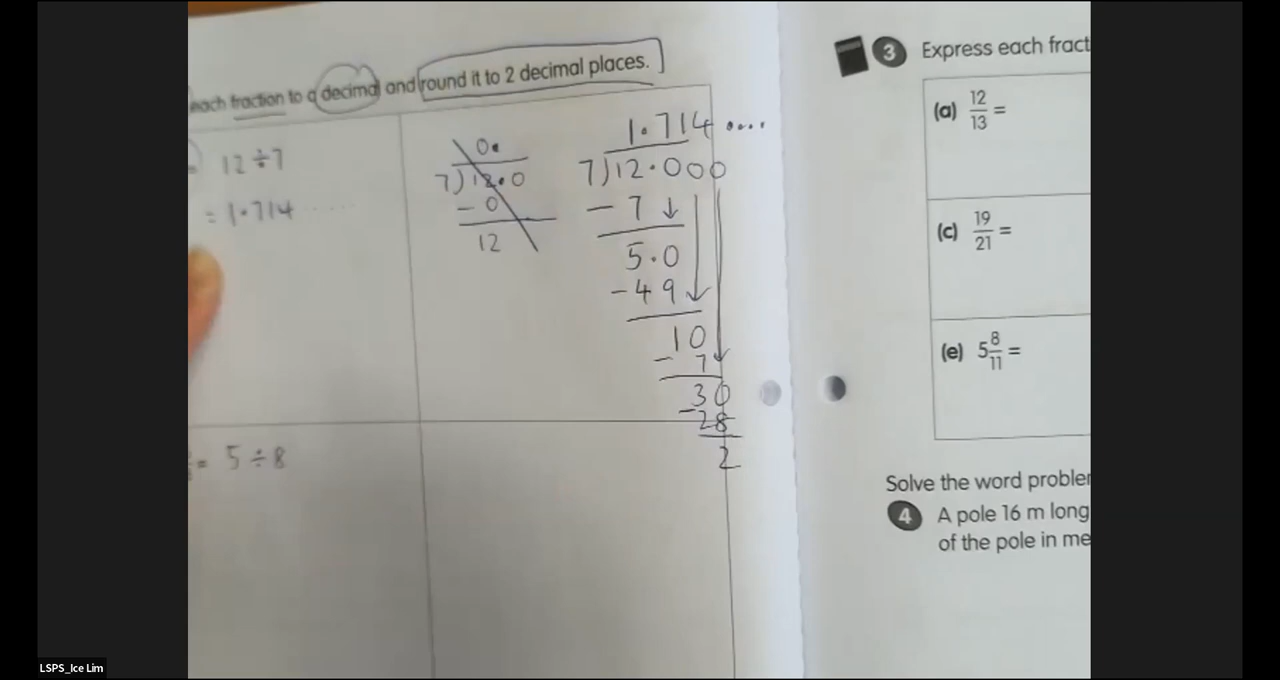 each fraction to a decimal and round it to 2 decimal places.
12 ÷ 7
= 1.714 .....
0.
7)12.0
- 0
12
1.714 ....
7)12.000
- 7
5.0
- 49
10
- 7
30
- 28
2
= 5 ÷ 8
3 Express each fract
(a) 12/13 =
(c) 19/21 =
(e) 5 8/11 =
Solve the word probler
4 A pole 16 m long
of the pole in me
LSPS_Ice Lim